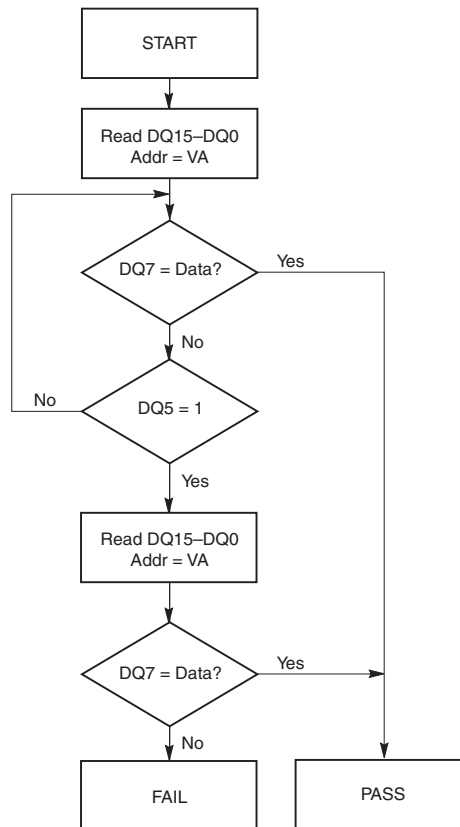 START
Read DQ15–DQ0
Addr = VA
DQ7 = Data?
Yes
No
No
DQ5 = 1
Yes
Read DQ15–DQ0
Addr = VA
DQ7 = Data?
Yes
No
FAIL
PASS